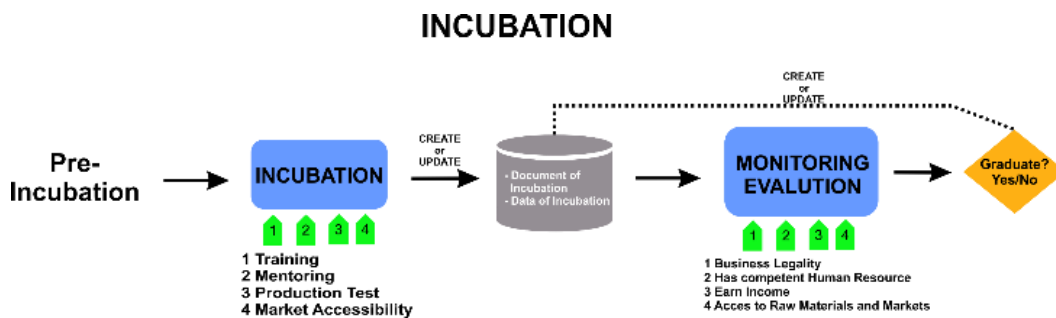 INCUBATION
Pre-
Incubation
INCUBATION
1 2 3 4
1 Training
2 Mentoring
3 Production Test
4 Market Accessibility
CREATE
or
UPDATE
- Document of
Incubation
- Data of Incubation
CREATE
or
UPDATE
MONITORING
EVALUTION
1 2 3 4
1 Business Legality
2 Has competent Human Resource
3 Earn Income
4 Acces to Raw Materials and Markets
Graduate?
Yes/No